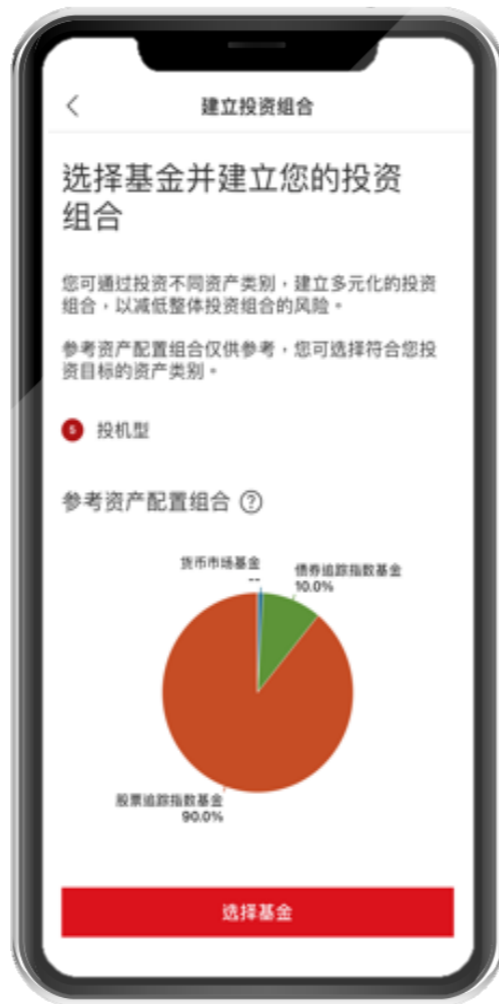 建立投资组合
选择基金并建立您的投资
组合
您可通过投资不同资产类别，建立多元化的投资
组合，以减低整体投资组合的风险。
参考资产配置组合仅供参考，您可选择符合您投
资目标的资产类别。
5 投机型
参考资产配置组合 ?
货币市场基金
--
债券追踪指数基金
10.0%
股票追踪指数基金
90.0%
选择基金